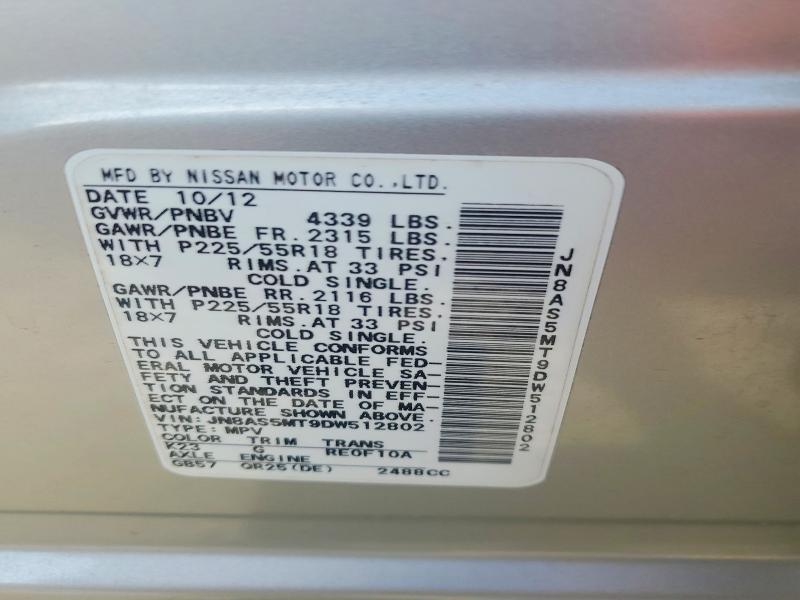 MFD BY NISSAN MOTOR CO.,LTD.
DATE 10/12
GVWR/PNBV 4339 LBS.
GAWR/PNBE FR. 2315 LBS.
WITH P225/55R18 TIRES.
18×7 RIMS. AT 33 PSI
COLD SINGLE.
GAWR/PNBE RR. 2116 LBS.
WITH P225/55R18 TIRES.
18×7 RIMS. AT 33 PSI
COLD SINGLE.
THIS VEHICLE CONFORMS
TO ALL APPLICABLE FED-
ERAL MOTOR VEHICLE SA-
FETY AND THEFT PREVEN-
TION STANDARDS IN EFF-
ECT ON THE DATE OF MA-
NUFACTURE SHOWN ABOVE.
VIN: JN8AS5MT9DW512802
TYPE: MPV
COLOR TRIM TRANS
K23 G RE0F10A
AXLE ENGINE
GB57 QR25(DE) 2488CC
JN8AS5MT9DW512802